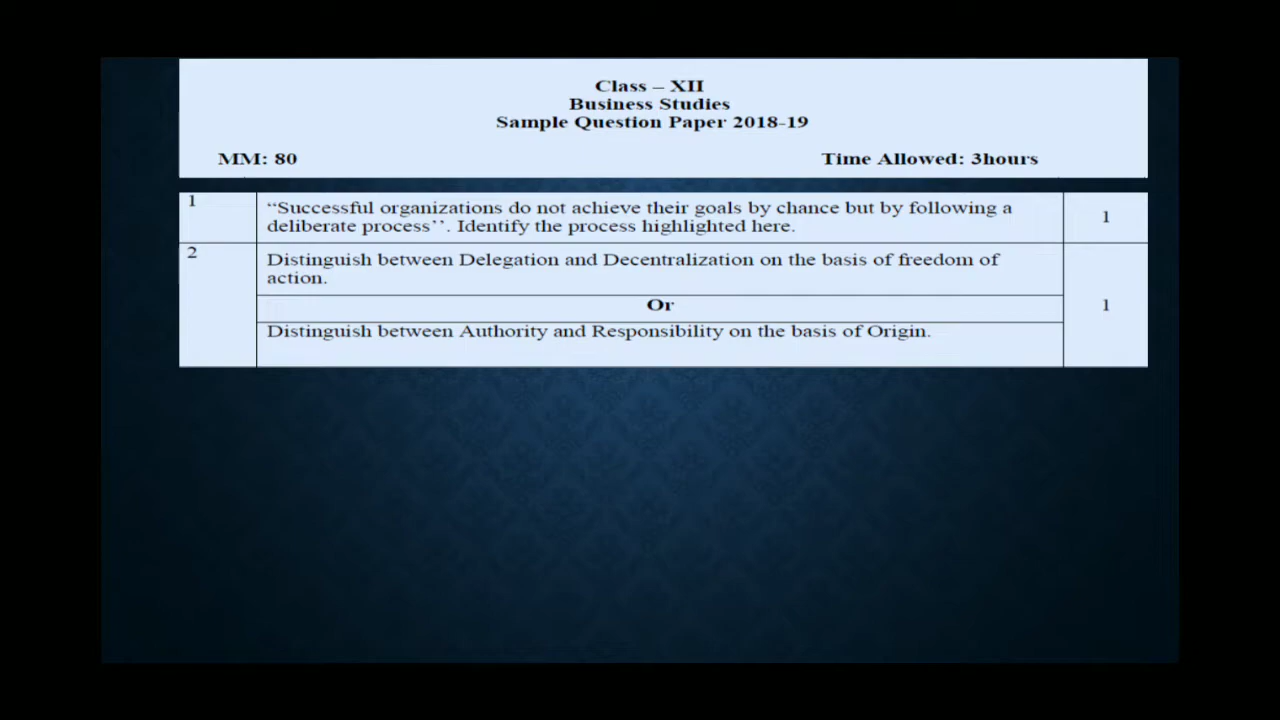 Class – XII
Business Studies
Sample Question Paper 2018-19
MM: 80 Time Allowed: 3hours
1 “Successful organizations do not achieve their goals by chance but by following a 1
deliberate process’’. Identify the process highlighted here.
2 Distinguish between Delegation and Decentralization on the basis of freedom of
action.
Or 1
Distinguish between Authority and Responsibility on the basis of Origin.